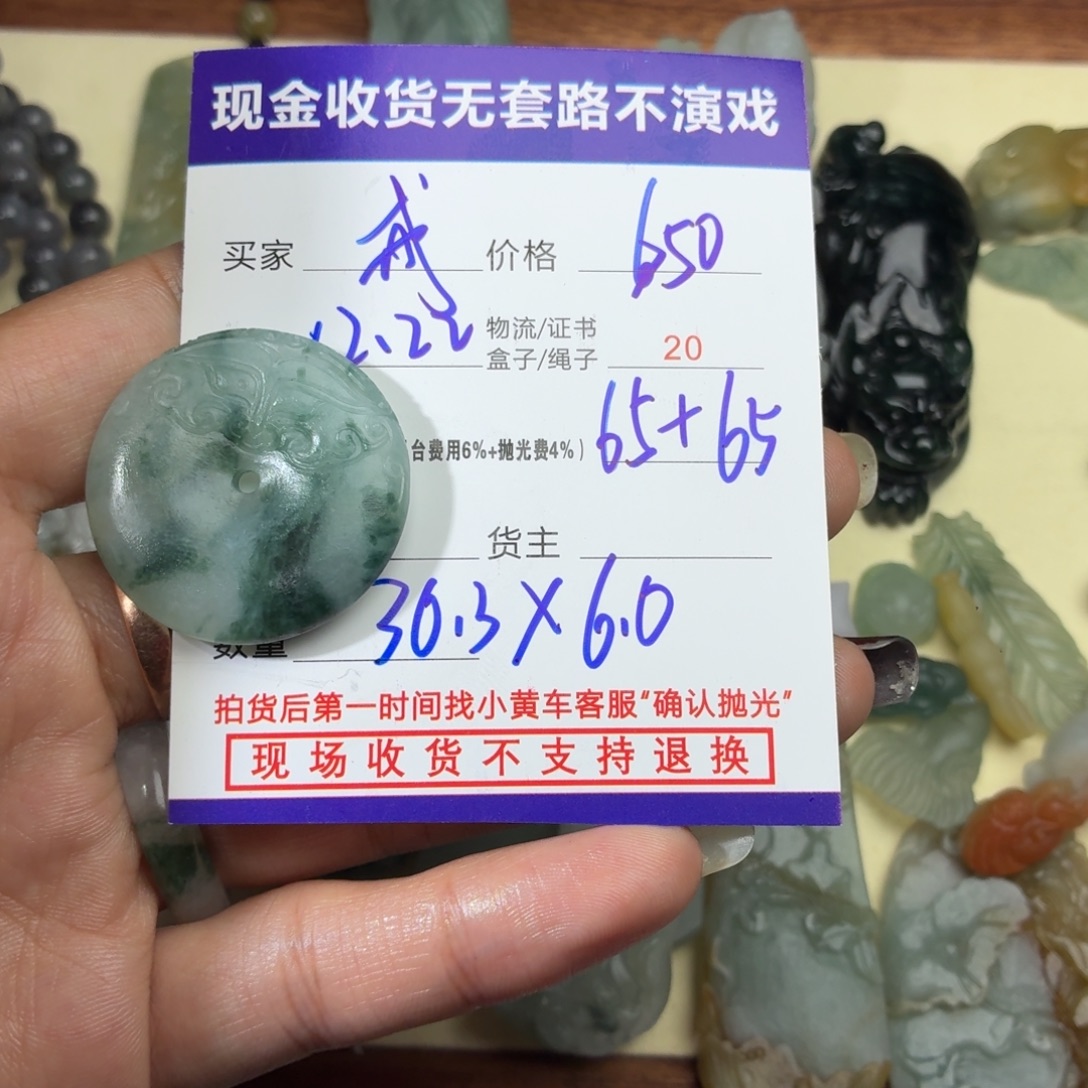 现金收货无套路不演戏
买家 戒 价格 650
12.22 物流/证书 盒子/绳子 20
台费用6%+抛光费4%) 65+65
货主
30.3×6.0
数量
拍货后第一时间找小黄车客服"确认抛光"
现场收货不支持退换